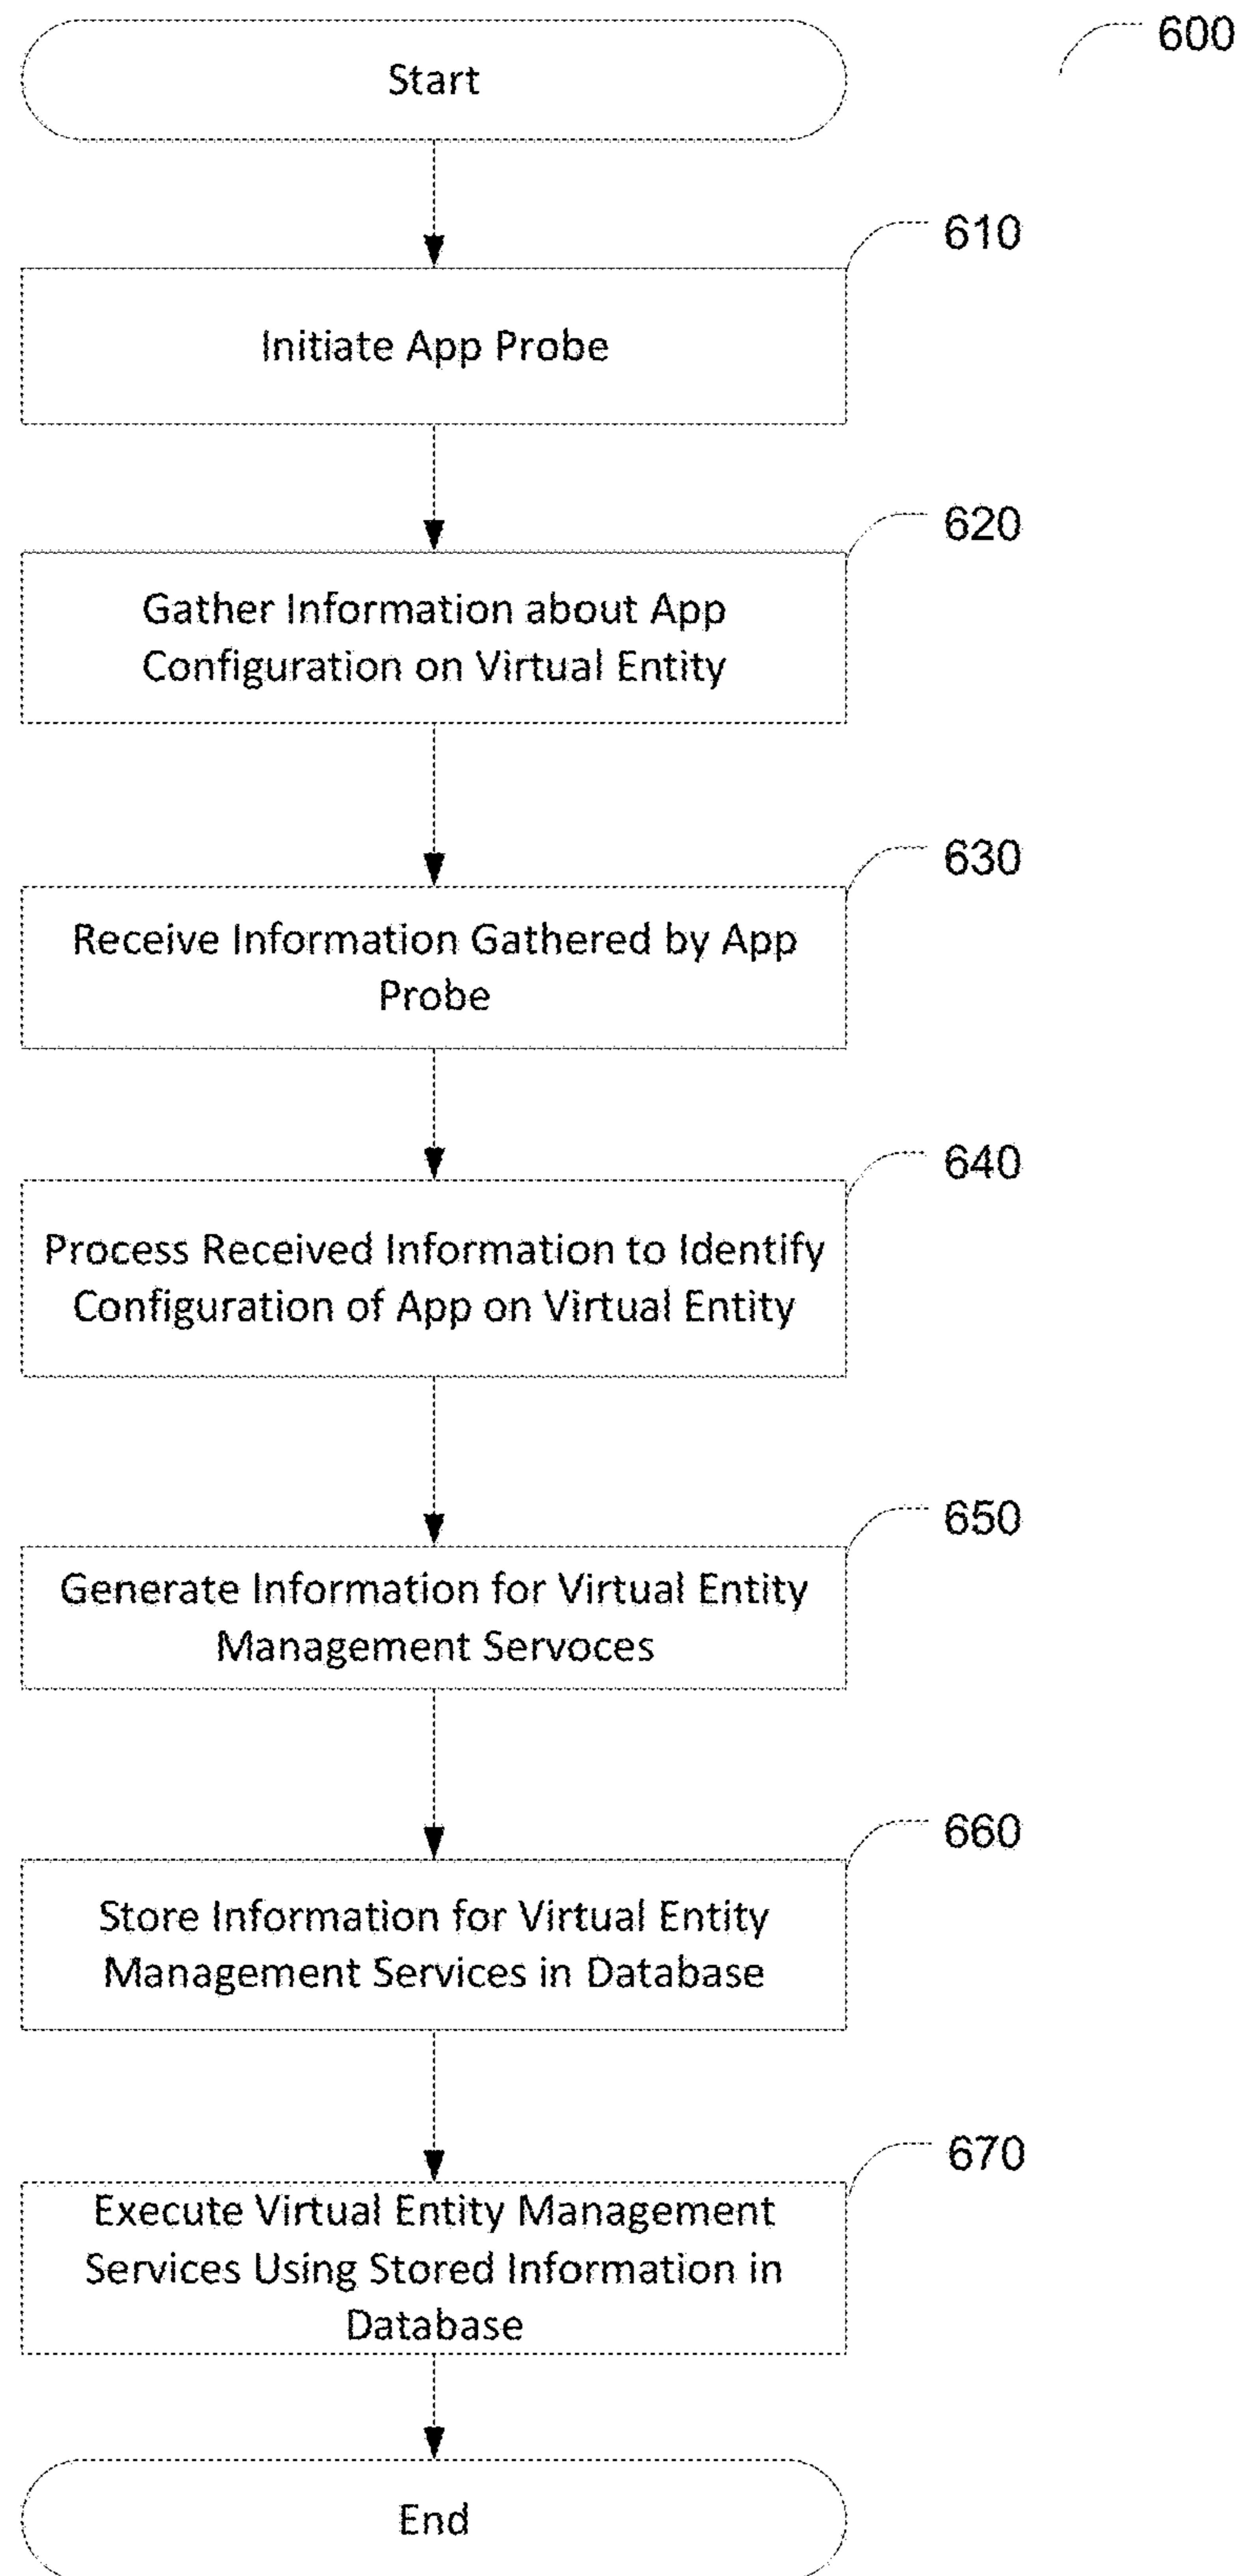 600
Start
610
Initiate App Probe
620
Gather Information about App
Configuration on Virtual Entity
630
Receive Information Gathered by App
Probe
640
Process Received Information to Identify
Configuration of App on Virtual Entity
650
Generate Information for Virtual Entity
Management Servoces
660
Store Information for Virtual Entity
Management Services in Database
670
Execute Virtual Entity Management
Services Using Stored Information in
Database
End